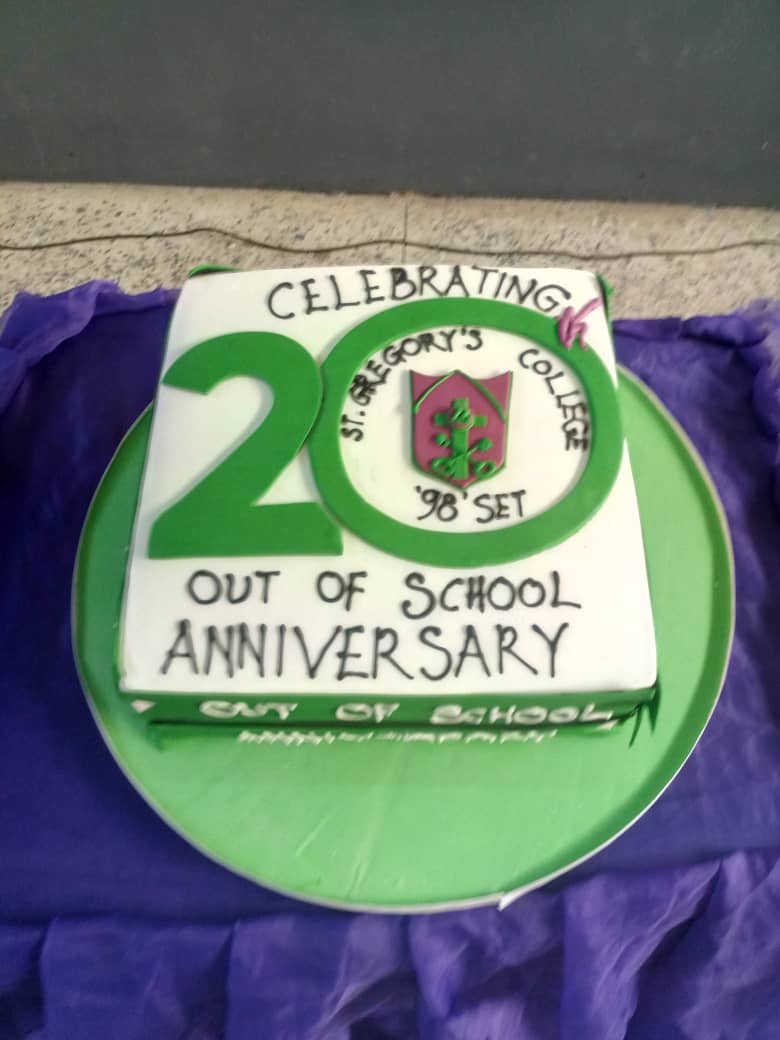 CELEBRATING
20th
ST. GREGORY'S COLLEGE
'98' SET
OUT OF SCHOOL
ANNIVERSARY
OUT OF SCHOOL